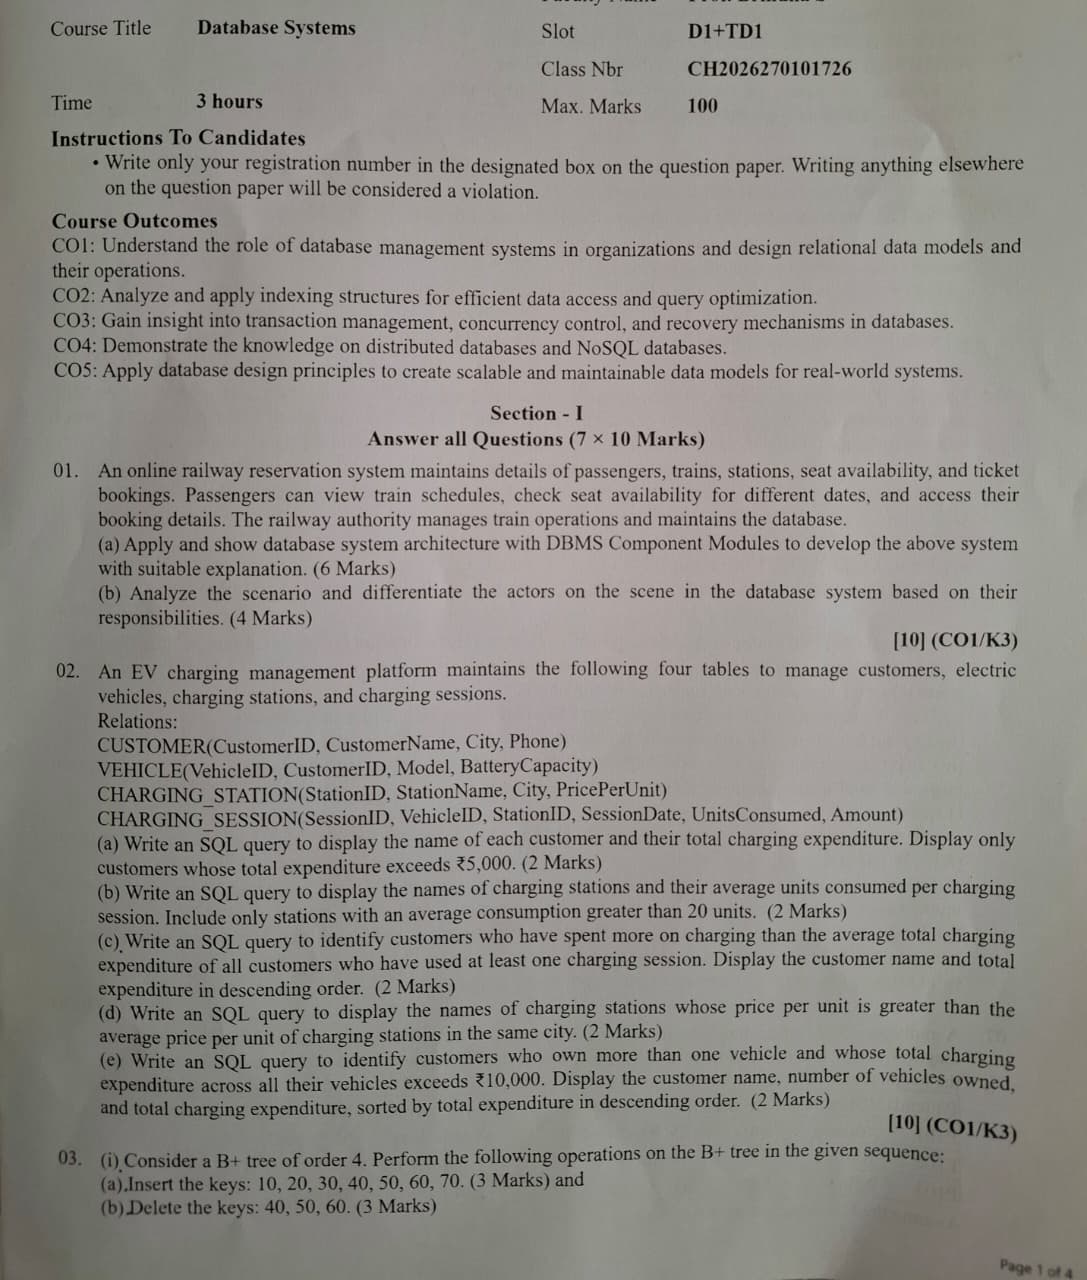 Course Title Database Systems
Slot D1+TD1
Class Nbr CH2026270101726
Time 3 hours
Max. Marks 100
Instructions To Candidates
• Write only your registration number in the designated box on the question paper. Writing anything elsewhere
on the question paper will be considered a violation.
Course Outcomes
CO1: Understand the role of database management systems in organizations and design relational data models and
their operations.
CO2: Analyze and apply indexing structures for efficient data access and query optimization.
CO3: Gain insight into transaction management, concurrency control, and recovery mechanisms in databases.
CO4: Demonstrate the knowledge on distributed databases and NoSQL databases.
CO5: Apply database design principles to create scalable and maintainable data models for real-world systems.
Section - I
Answer all Questions (7 × 10 Marks)
01. An online railway reservation system maintains details of passengers, trains, stations, seat availability, and ticket
bookings. Passengers can view train schedules, check seat availability for different dates, and access their
booking details. The railway authority manages train operations and maintains the database.
(a) Apply and show database system architecture with DBMS Component Modules to develop the above system
with suitable explanation. (6 Marks)
(b) Analyze the scenario and differentiate the actors on the scene in the database system based on their
responsibilities. (4 Marks)
[10] (CO1/K3)
02. An EV charging management platform maintains the following four tables to manage customers, electric
vehicles, charging stations, and charging sessions.
Relations:
CUSTOMER(CustomerID, CustomerName, City, Phone)
VEHICLE(VehicleID, CustomerID, Model, BatteryCapacity)
CHARGING_STATION(StationID, StationName, City, PricePerUnit)
CHARGING_SESSION(SessionID, VehicleID, StationID, SessionDate, UnitsConsumed, Amount)
(a) Write an SQL query to display the name of each customer and their total charging expenditure. Display only
customers whose total expenditure exceeds ₹5,000. (2 Marks)
(b) Write an SQL query to display the names of charging stations and their average units consumed per charging
session. Include only stations with an average consumption greater than 20 units. (2 Marks)
(c) Write an SQL query to identify customers who have spent more on charging than the average total charging
expenditure of all customers who have used at least one charging session. Display the customer name and total
expenditure in descending order. (2 Marks)
(d) Write an SQL query to display the names of charging stations whose price per unit is greater than the
average price per unit of charging stations in the same city. (2 Marks)
(e) Write an SQL query to identify customers who own more than one vehicle and whose total charging
expenditure across all their vehicles exceeds ₹10,000. Display the customer name, number of vehicles owned,
and total charging expenditure, sorted by total expenditure in descending order. (2 Marks)
[10] (CO1/K3)
03. (i) Consider a B+ tree of order 4. Perform the following operations on the B+ tree in the given sequence:
(a) Insert the keys: 10, 20, 30, 40, 50, 60, 70. (3 Marks) and
(b) Delete the keys: 40, 50, 60. (3 Marks)
Page 1 of 4